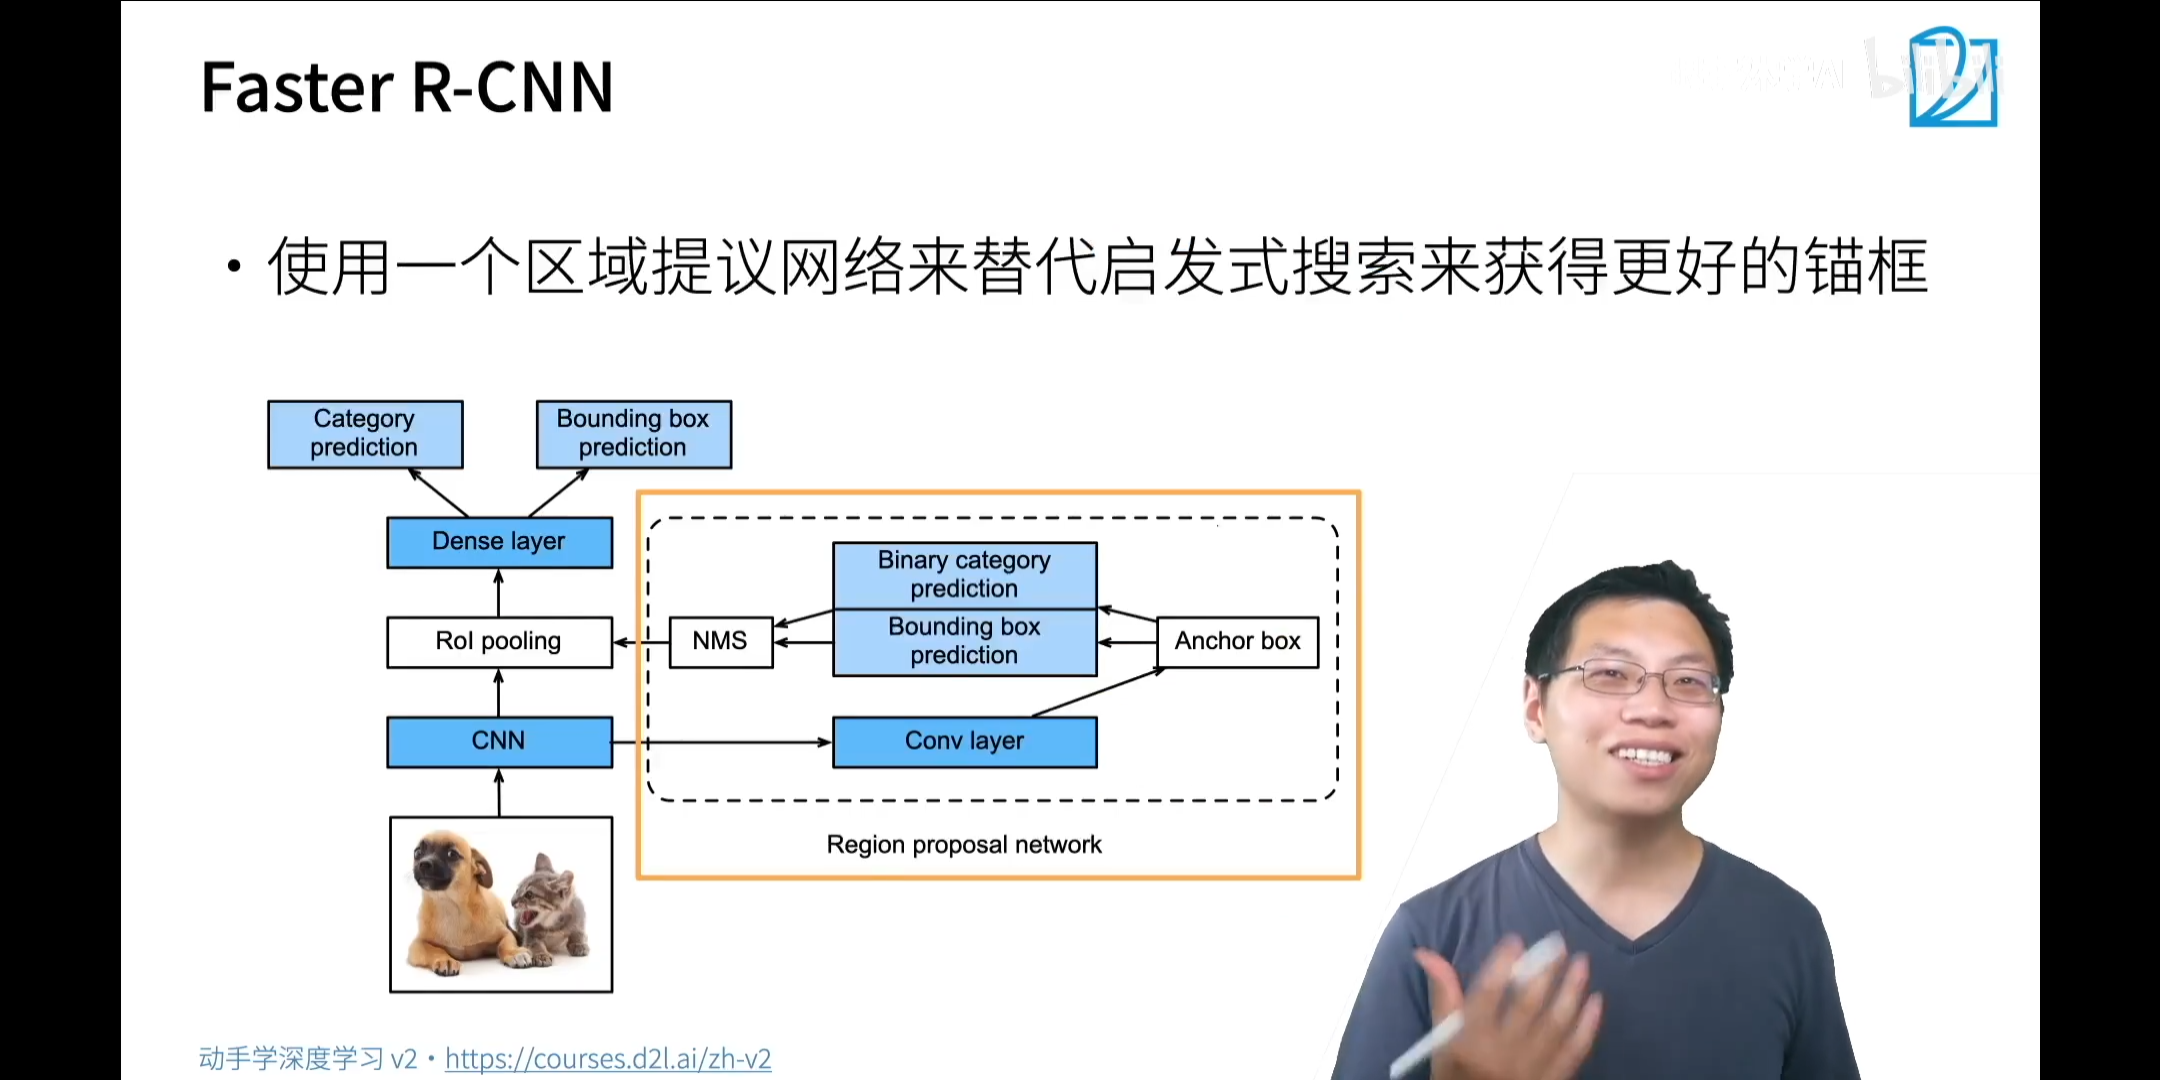 Faster R-CNN
bilibili
• 使用一个区域提议网络来替代启发式搜索来获得更好的锚框
Category
prediction
Bounding box
prediction
Dense layer
RoI pooling
CNN
NMS
Binary category
prediction
Bounding box
prediction
Anchor box
Conv layer
Region proposal network
动手学深度学习 v2 • https://courses.d2l.ai/zh-v2